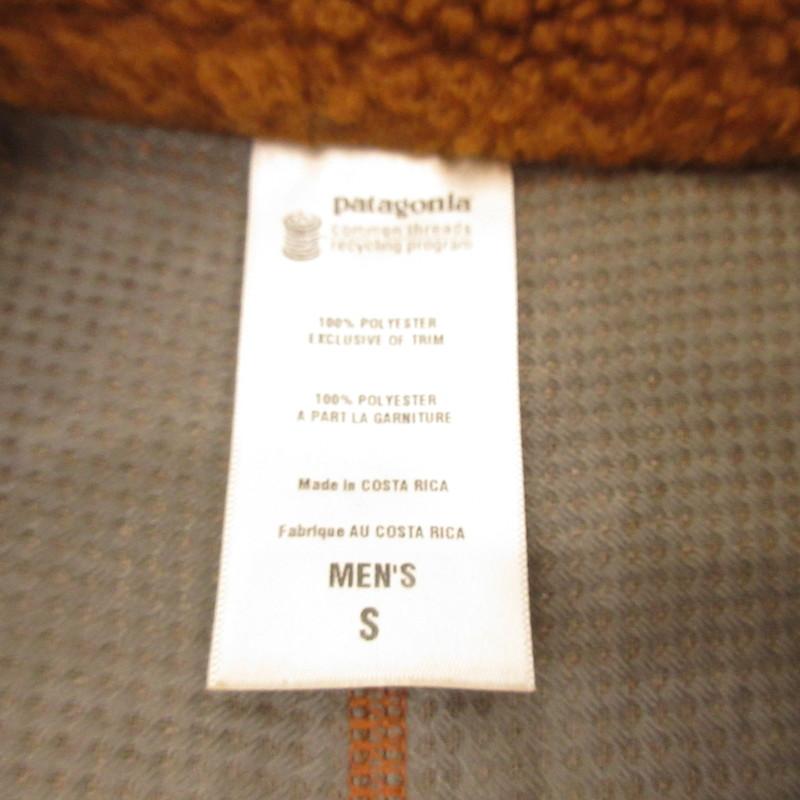 patagonia
common threads
recycling program
100% POLYESTER
EXCLUSIVE OF TRIM
100% POLYESTER
A PART LA GARNITURE
Made in COSTA RICA
Fabrique AU COSTA RICA
MEN'S
S